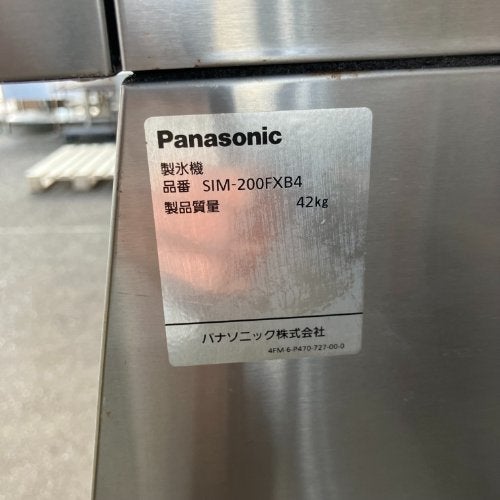 Panasonic
製氷機
品番 SIM-200FXB4
製品質量 42kg
パナソニック株式会社
4FM-6-P470-727-00-0